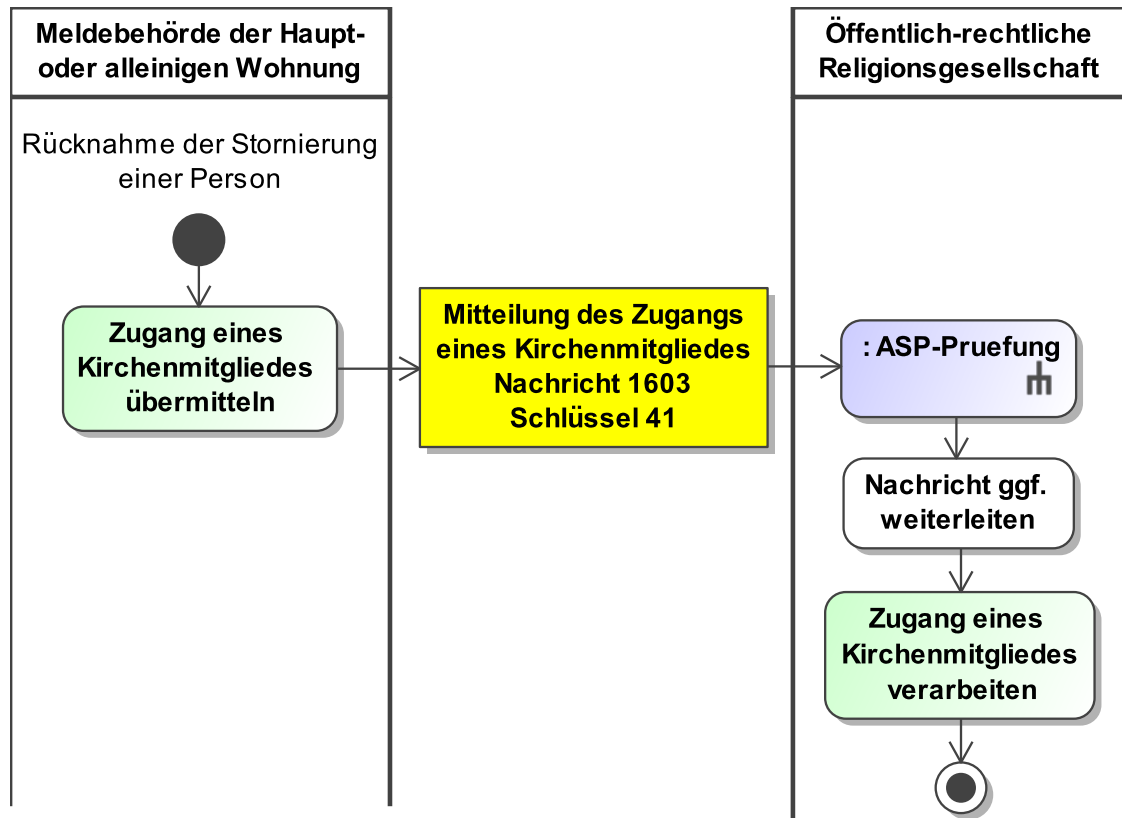 Meldebehörde der Haupt-
oder alleinigen Wohnung
Öffentlich-rechtliche
Religionsgesellschaft
Rücknahme der Stornierung
einer Person
Zugang eines
Kirchenmitgliedes
übermitteln
Mitteilung des Zugangs
eines Kirchenmitgliedes
Nachricht 1603
Schlüssel 41
: ASP-Pruefung
Nachricht ggf.
weiterleiten
Zugang eines
Kirchenmitgliedes
verarbeiten